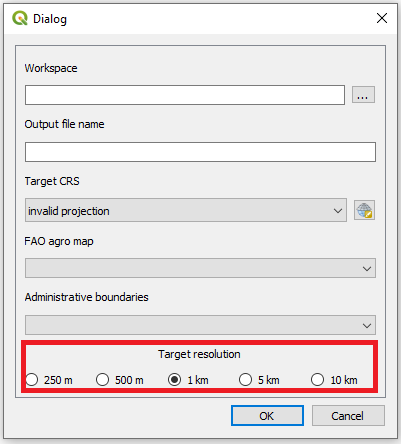 Dialog
Workspace
...
Output file name
Target CRS
invalid projection
FAO agro map
Administrative boundaries
Target resolution
250 m 500 m 1 km 5 km 10 km
OK Cancel